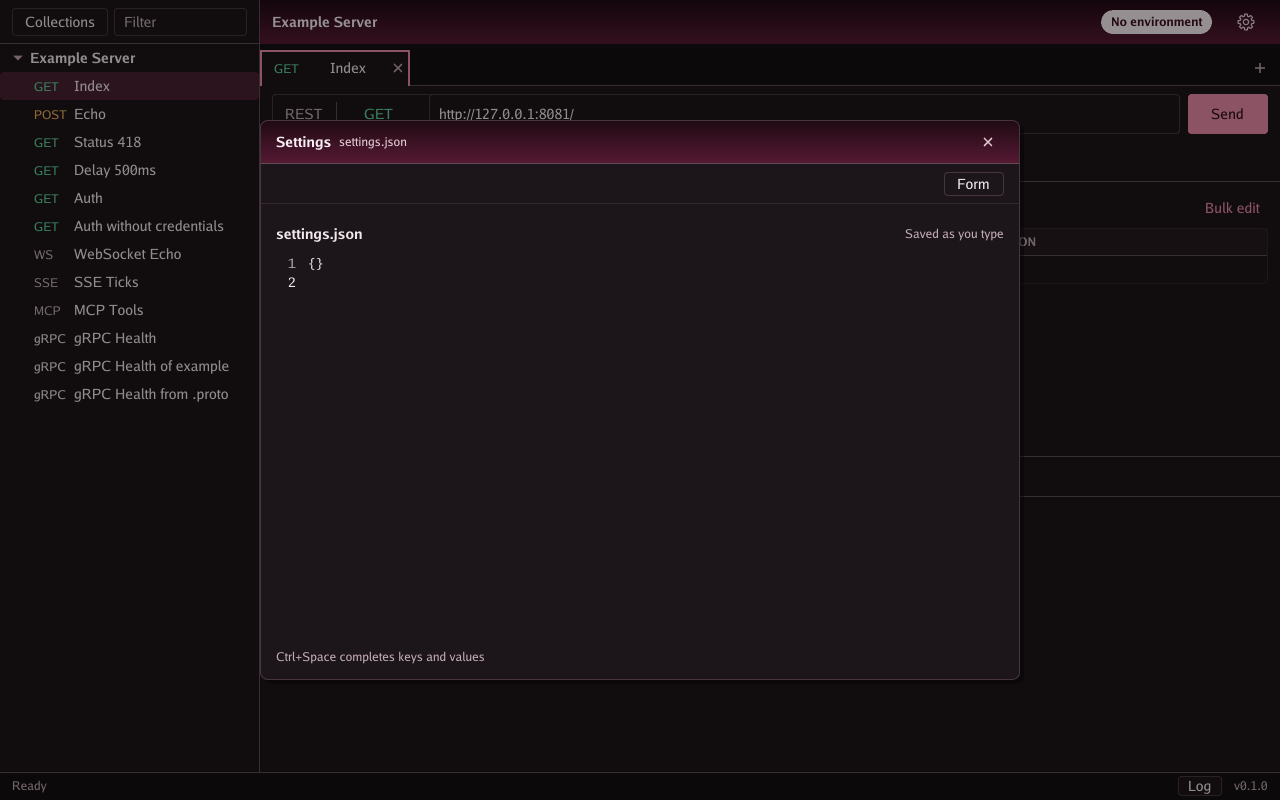 Collections
Filter
Example Server
No environment
Example Server
GET Index
POST Echo
GET Status 418
GET Delay 500ms
GET Auth
GET Auth without credentials
WS WebSocket Echo
SSE SSE Ticks
MCP MCP Tools
gRPC gRPC Health
gRPC gRPC Health of example
gRPC gRPC Health from .proto
GET Index
REST GET http://127.0.0.1:8081/ Send
Settings settings.json
Form
Bulk edit
settings.json Saved as you type
1 {}
2
Ctrl+Space completes keys and values
Ready
Log v0.1.0